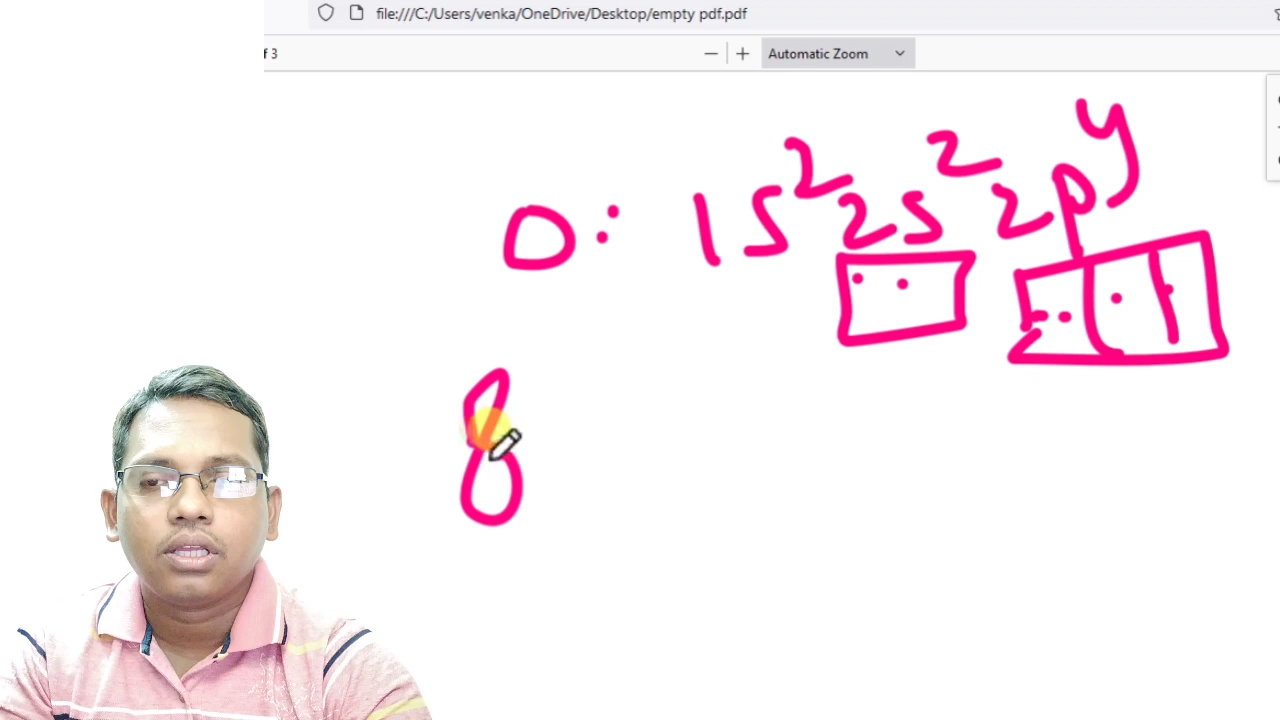 file:///C:/Users/venka/OneDrive/Desktop/empty pdf.pdf
f 3
− + Automatic Zoom
O: 1s² 2s² 2p⁴
8